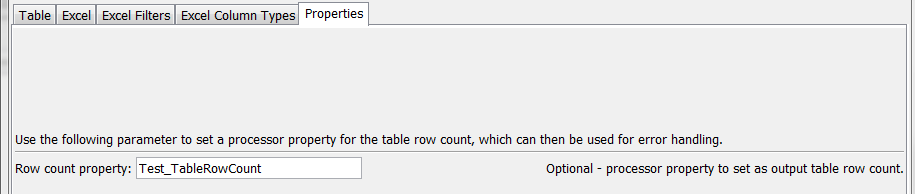 Table Excel Excel Filters Excel Column Types Properties
Use the following parameter to set a processor property for the table row count, which can then be used for error handling.
Row count property: Test_TableRowCount Optional - processor property to set as output table row count.